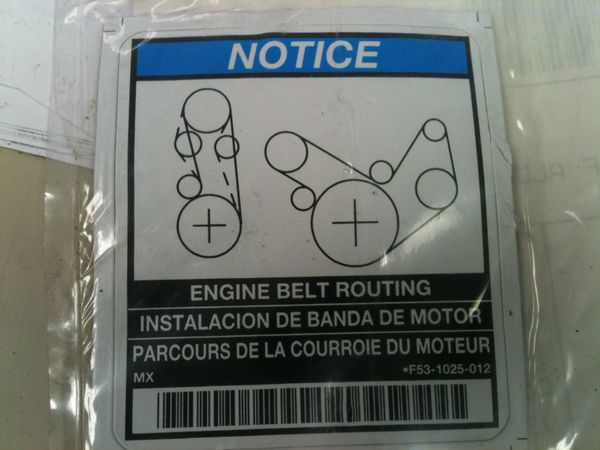 NOTICE
ENGINE BELT ROUTING
INSTALACION DE BANDA DE MOTOR
PARCOURS DE LA COURROIE DU MOTEUR
MX •F53-1025-012